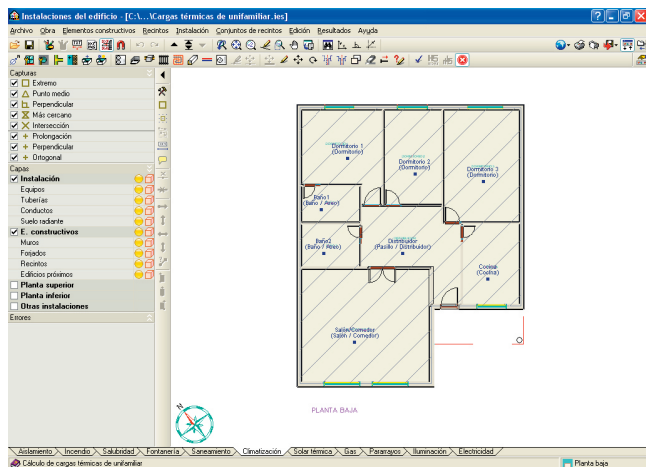 Instalaciones del edificio - [C:\...\Cargas térmicas de unifamiliar.ies]
Archivo Obra Elementos constructivos Recintos Instalación Conjuntos de recintos Edición Resultados Ayuda
Capturas
Extremo
Punto medio
Perpendicular
Más cercano
Intersección
Prolongación
Perpendicular
Ortogonal
Capas
Instalación
Equipos
Tuberías
Conductos
Suelo radiante
E. constructivos
Muros
Forjados
Recintos
Edificios próximos
Planta superior
Planta inferior
Otras instalaciones
Errores
Dormitorio 1
(Dormitorio)
Dormitorio 2
(Dormitorio)
Dormitorio 3
(Dormitorio)
Baño1
(Baño / Aseo)
Baño2
(Baño / Aseo)
Distribuidor
(Pasillo / Distribuidor)
Cocina
(Cocina)
Salón/Comedor
(Salón / Comedor)
PLANTA BAJA
N
Aislamiento Incendio Salubridad Fontanería Saneamiento Climatización Solar térmica Gas Pararrayos Iluminación Electricidad
Cálculo de cargas térmicas de unifamiliar
Planta baja